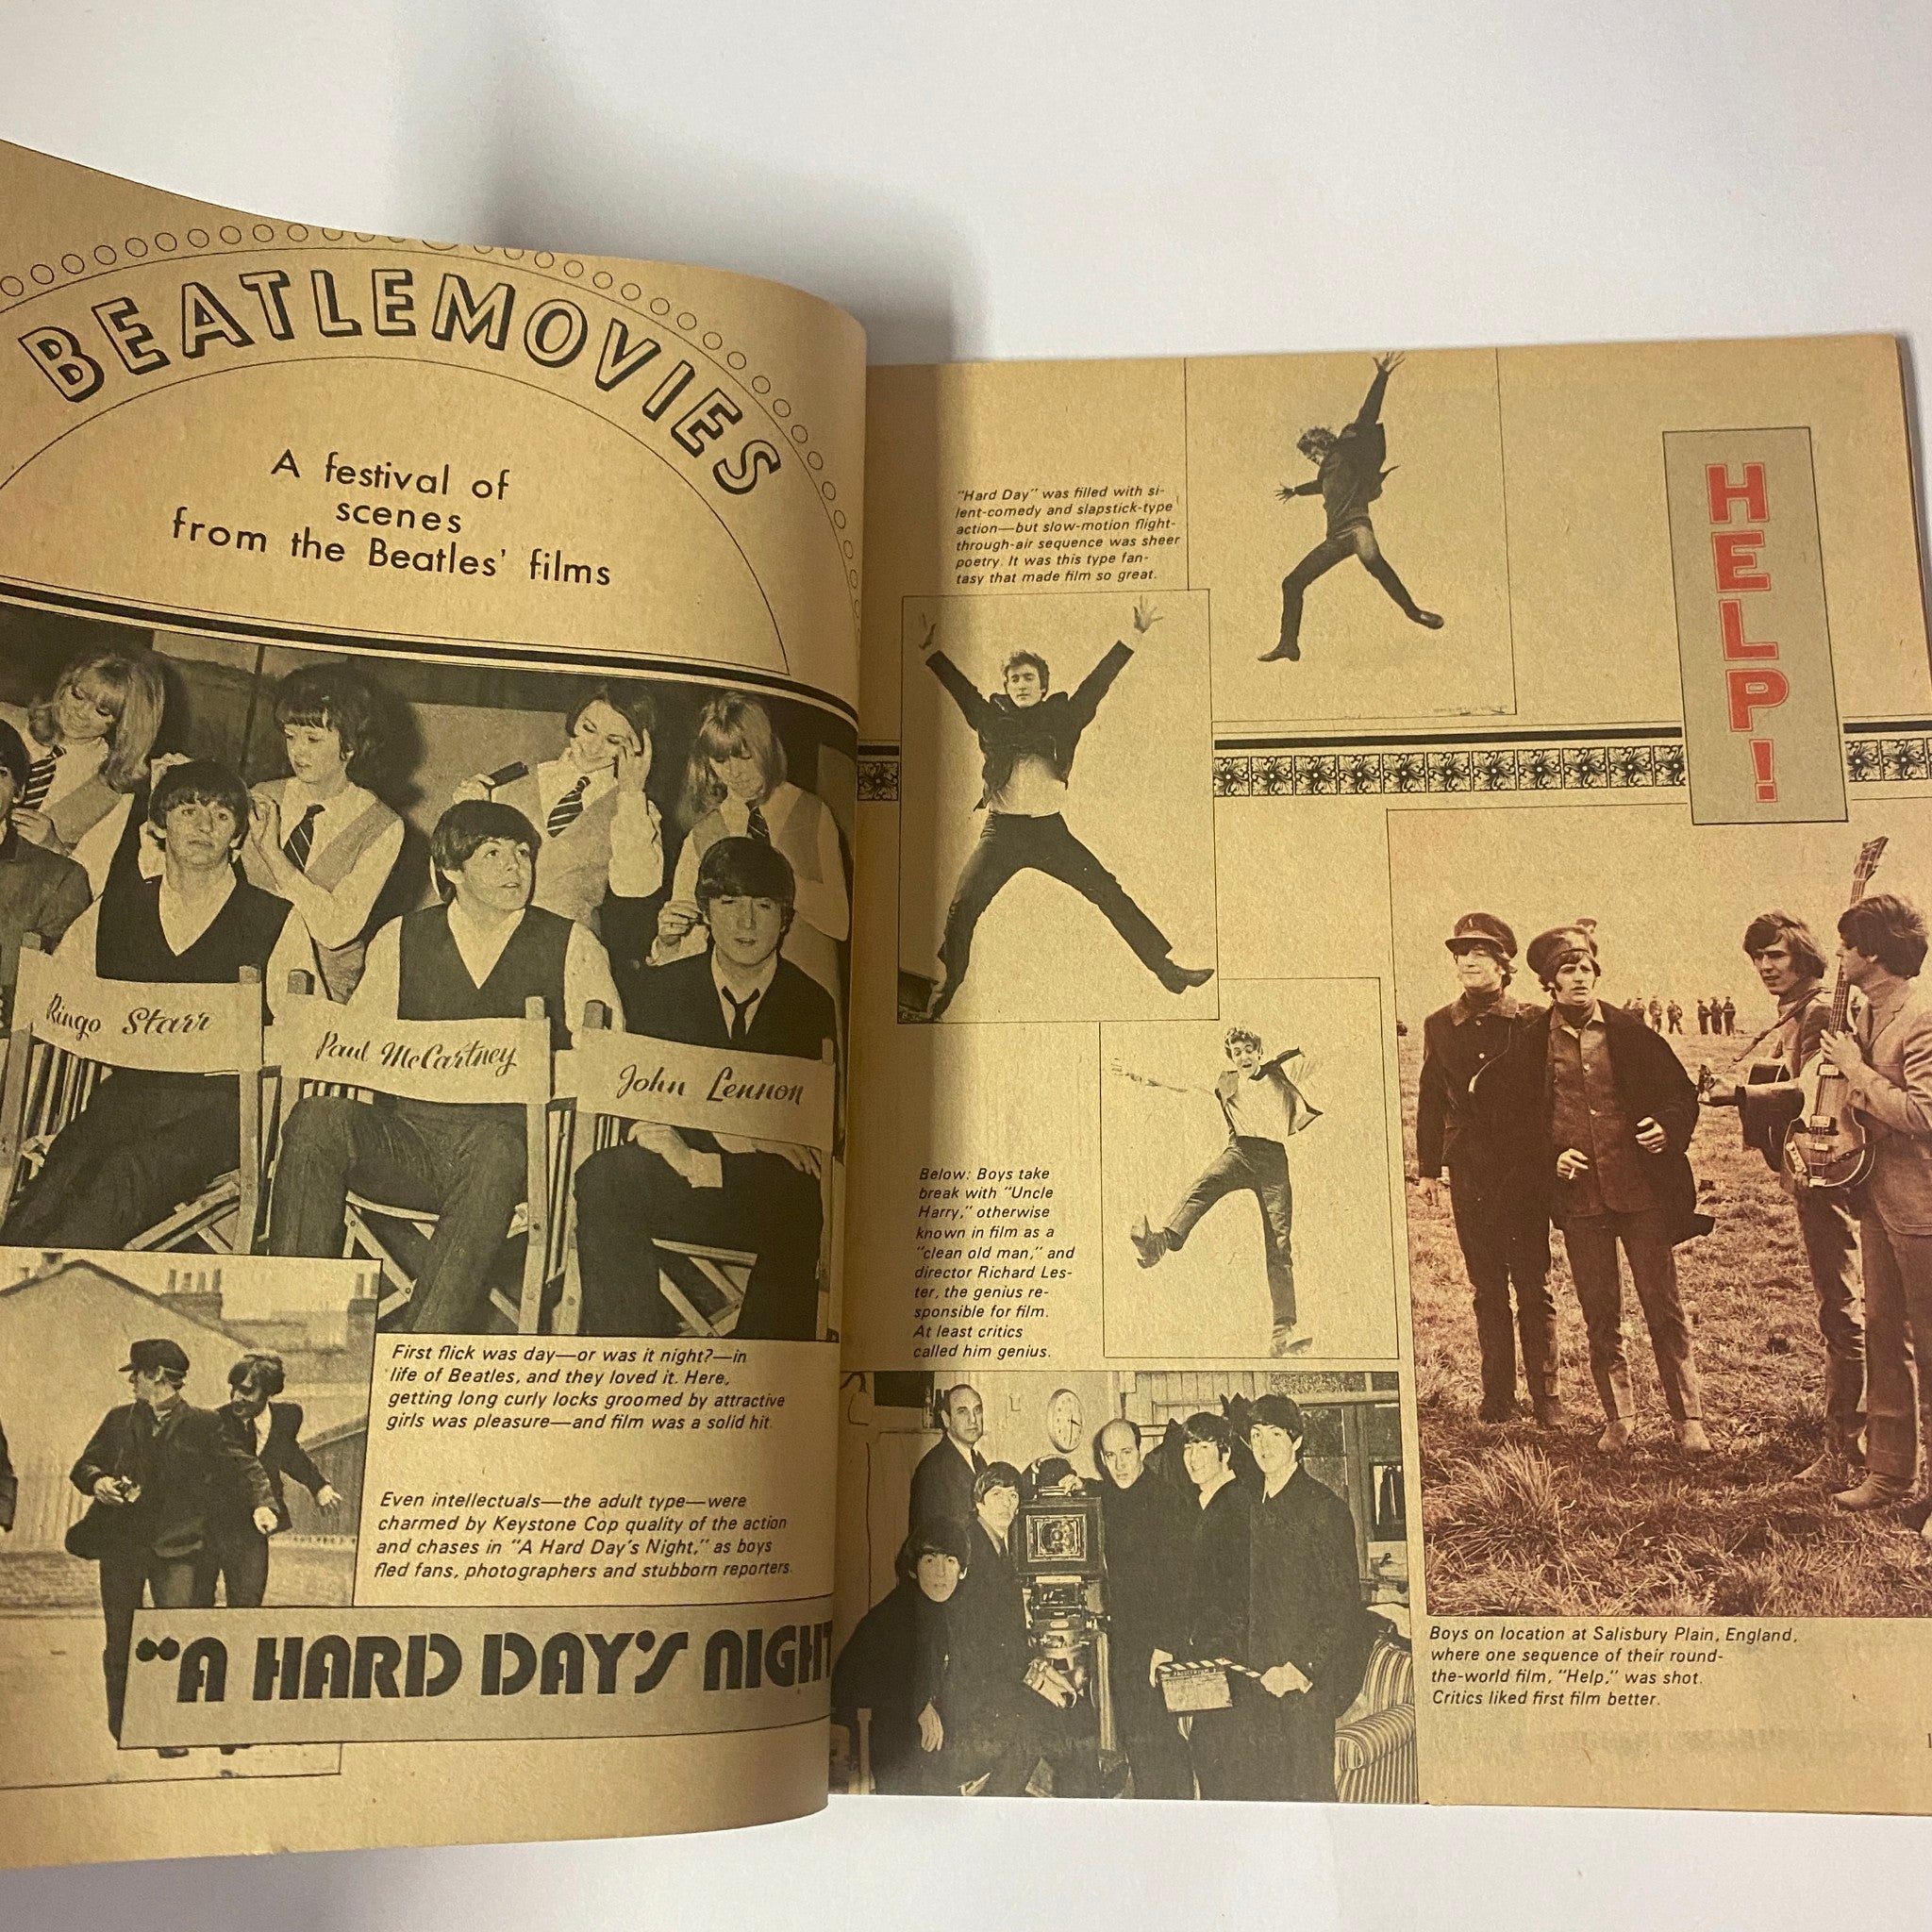 BEATLEMOVIES
A festival of
scenes
from the Beatles' films
Ringo Starr
Paul McCartney
John Lennon
First flick was day—or was it night?—in
life of Beatles, and they loved it. Here,
getting long curly locks groomed by attractive
girls was pleasure—and film was a solid hit.
Even intellectuals—the adult type—were
charmed by Keystone Cop quality of the action
and chases in "A Hard Day's Night," as boys
fled fans, photographers and stubborn reporters.
"A HARD DAY'S NIGHT
"Hard Day" was filled with si-
lent-comedy and slapstick-type
action—but slow-motion flight-
through-air sequence was sheer
poetry. It was this type fan-
tasy that made film so great.
Below: Boys take
break with "Uncle
Harry," otherwise
known in film as a
"clean old man," and
director Richard Les-
ter, the genius re-
sponsible for film.
At least critics
called him genius.
HELP!
Boys on location at Salisbury Plain, England,
where one sequence of their round-
the-world film, "Help," was shot.
Critics liked first film better.